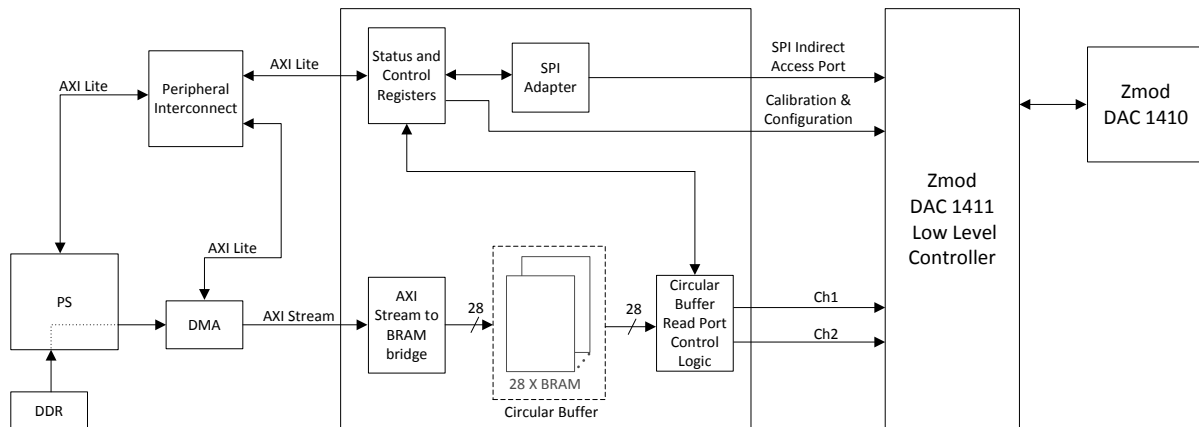 AXI Lite
Peripheral
Interconnect
AXI Lite
Status and
Control
Registers
SPI
Adapter
SPI Indirect
Access Port
Calibration &
Configuration
Zmod
DAC 1410
Zmod
DAC 1411
Low Level
Controller
AXI Lite
PS
DMA
AXI Stream
AXI
Stream to
BRAM
bridge
28
28 X BRAM
Circular Buffer
28
Circular
Buffer
Read Port
Control
Logic
Ch1
Ch2
DDR